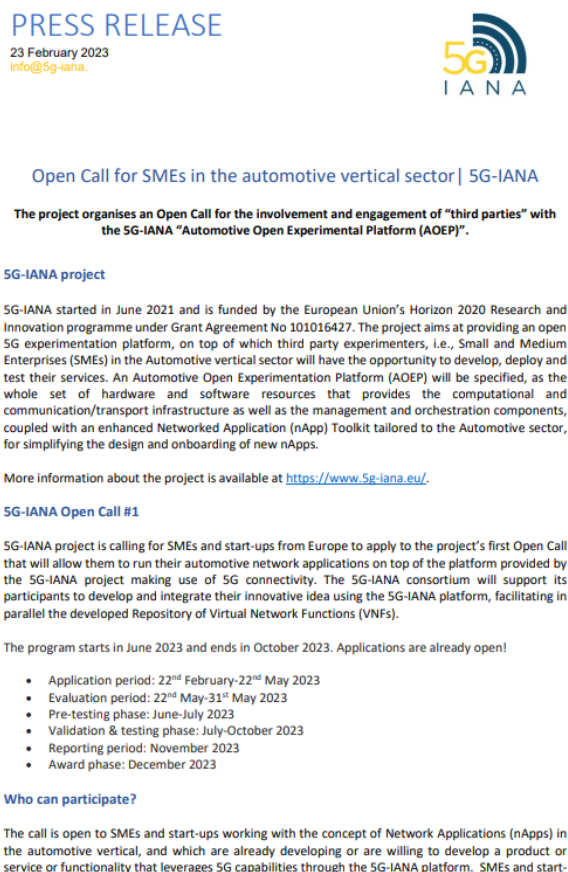 PRESS RELEASE
23 February 2023
info@5g-iana.
5G
IANA
Open Call for SMEs in the automotive vertical sector| 5G-IANA
The project organises an Open Call for the involvement and engagement of “third parties” with
the 5G-IANA “Automotive Open Experimental Platform (AOEP)”.
5G-IANA project
5G-IANA started in June 2021 and is funded by the European Union’s Horizon 2020 Research and
Innovation programme under Grant Agreement No 101016427. The project aims at providing an open
5G experimentation platform, on top of which third party experimenters, i.e., Small and Medium
Enterprises (SMEs) in the Automotive vertical sector will have the opportunity to develop, deploy and
test their services. An Automotive Open Experimentation Platform (AOEP) will be specified, as the
whole set of hardware and software resources that provides the computational and
communication/transport infrastructure as well as the management and orchestration components,
coupled with an enhanced Networked Application (nApp) Toolkit tailored to the Automotive sector,
for simplifying the design and onboarding of new nApps.
More information about the project is available at https://www.5g-iana.eu/.
5G-IANA Open Call #1
5G-IANA project is calling for SMEs and start-ups from Europe to apply to the project’s first Open Call
that will allow them to run their automotive network applications on top of the platform provided by
the 5G-IANA project making use of 5G connectivity. The 5G-IANA consortium will support its
participants to develop and integrate their innovative idea using the 5G-IANA platform, facilitating in
parallel the developed Repository of Virtual Network Functions (VNFs).
The program starts in June 2023 and ends in October 2023. Applications are already open!
• Application period: 22nd February-22nd May 2023
• Evaluation period: 22nd May-31st May 2023
• Pre-testing phase: June-July 2023
• Validation & testing phase: July-October 2023
• Reporting period: November 2023
• Award phase: December 2023
Who can participate?
The call is open to SMEs and start-ups working with the concept of Network Applications (nApps) in
the automotive vertical, and which are already developing or are willing to develop a product or
service or functionality that leverages 5G capabilities through the 5G-IANA platform. SMEs and start-